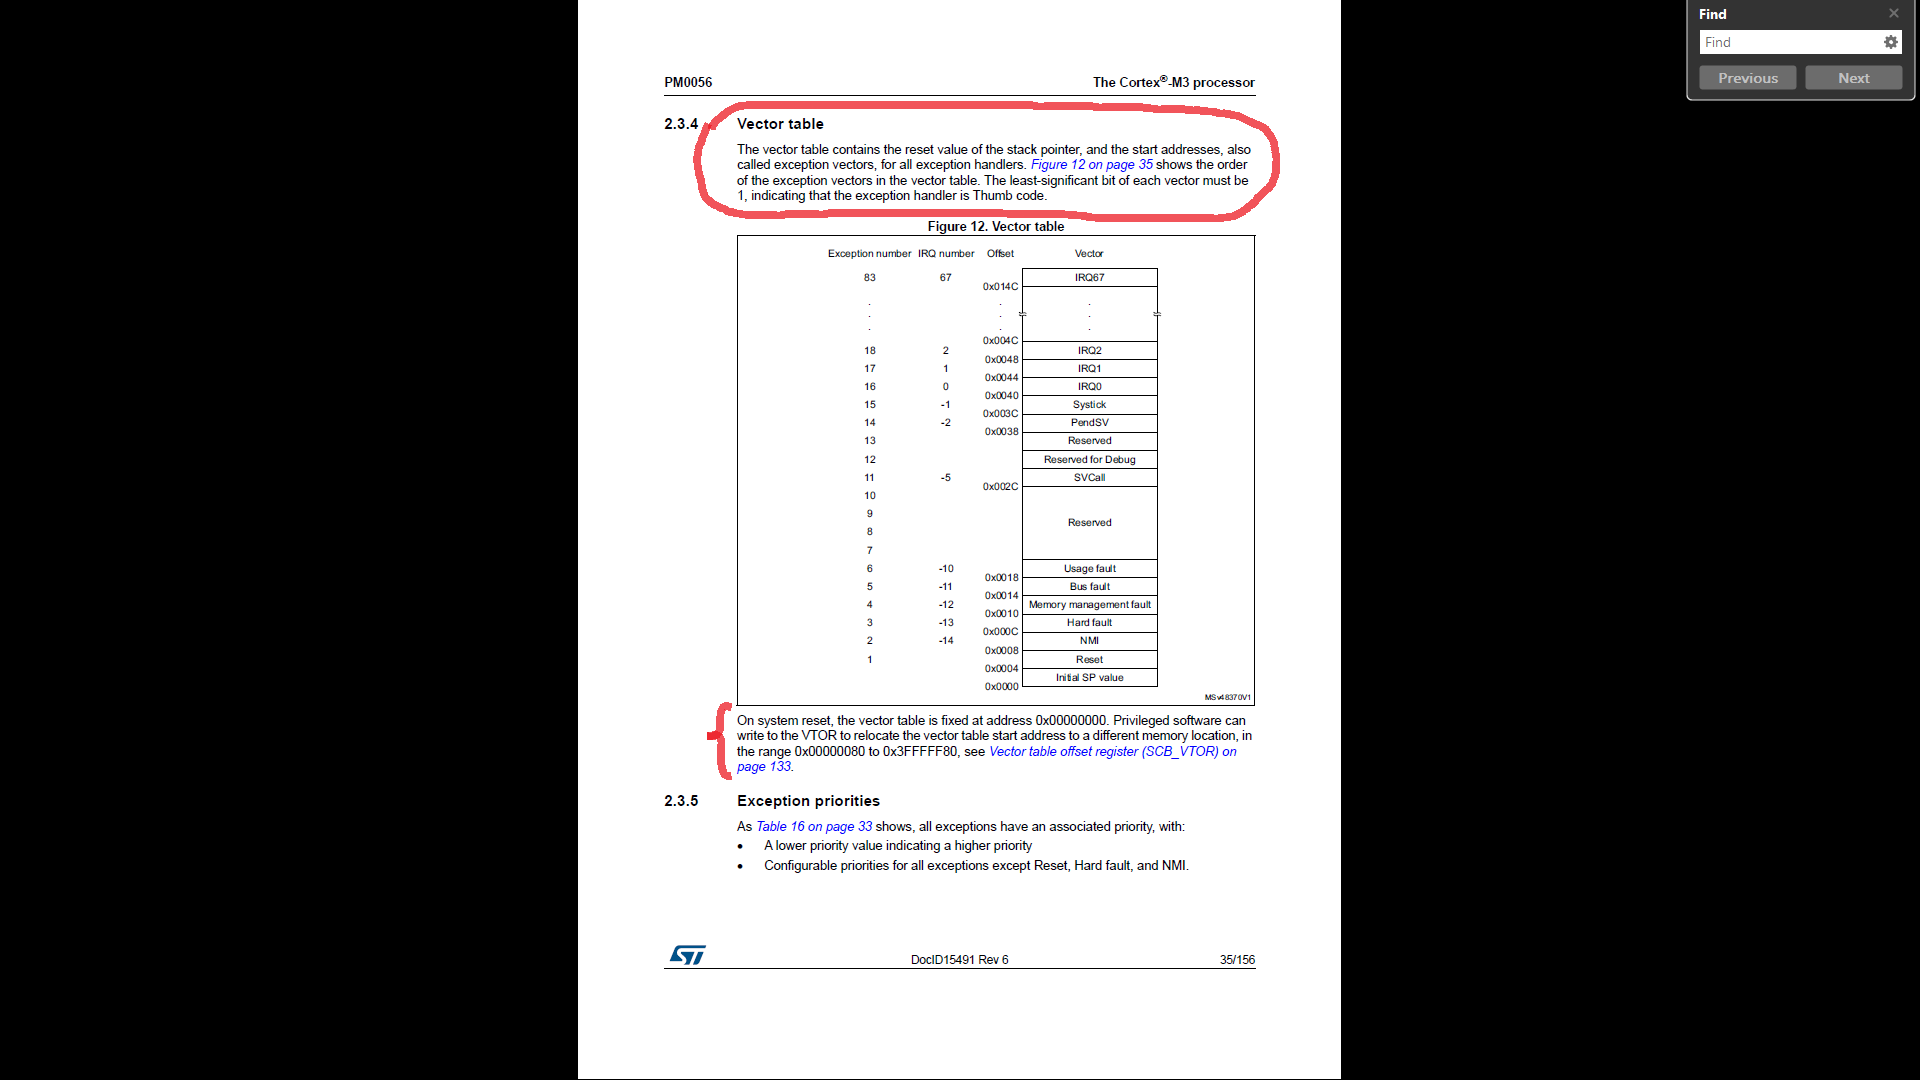 Find
Find
Previous Next
PM0056 The Cortex®-M3 processor
2.3.4 Vector table
The vector table contains the reset value of the stack pointer, and the start addresses, also
called exception vectors, for all exception handlers. Figure 12 on page 35 shows the order
of the exception vectors in the vector table. The least-significant bit of each vector must be
1, indicating that the exception handler is Thumb code.
Figure 12. Vector table
Exception number IRQ number Offset Vector
83 67 IRQ67
0x014C
. . .
. . .
. . .
0x004C
18 2 IRQ2
0x0048
17 1 IRQ1
0x0044
16 0 IRQ0
0x0040
15 -1 Systick
0x003C
14 -2 PendSV
0x0038
13 Reserved
12 Reserved for Debug
11 -5 SVCall
0x002C
10
9
Reserved
8
7
6 -10 Usage fault
0x0018
5 -11 Bus fault
0x0014
4 -12 Memory management fault
0x0010
3 -13 Hard fault
0x000C
2 -14 NMI
0x0008
1 Reset
0x0004
Initial SP value
0x0000
MSv48370V1
On system reset, the vector table is fixed at address 0x00000000. Privileged software can
write to the VTOR to relocate the vector table start address to a different memory location, in
the range 0x00000080 to 0x3FFFFF80, see Vector table offset register (SCB_VTOR) on
page 133.
2.3.5 Exception priorities
As Table 16 on page 33 shows, all exceptions have an associated priority, with:
• A lower priority value indicating a higher priority
• Configurable priorities for all exceptions except Reset, Hard fault, and NMI.
ST DocID15491 Rev 6 35/156